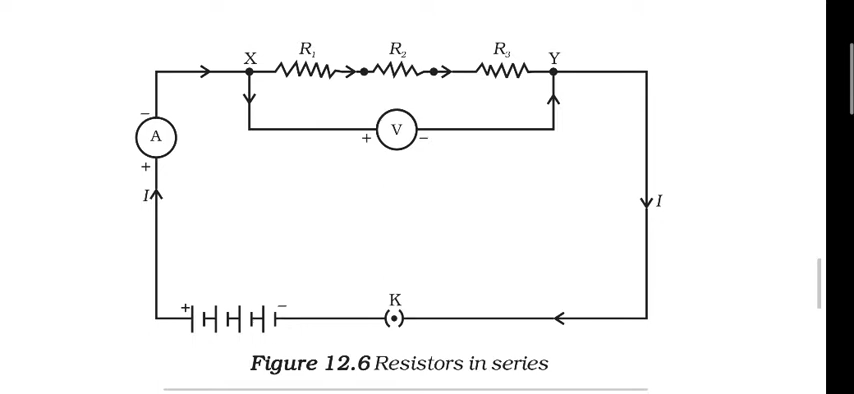 X R₁ R₂ R₃ Y
− A +
+ V −
I
I
+ −
K
Figure 12.6 Resistors in series